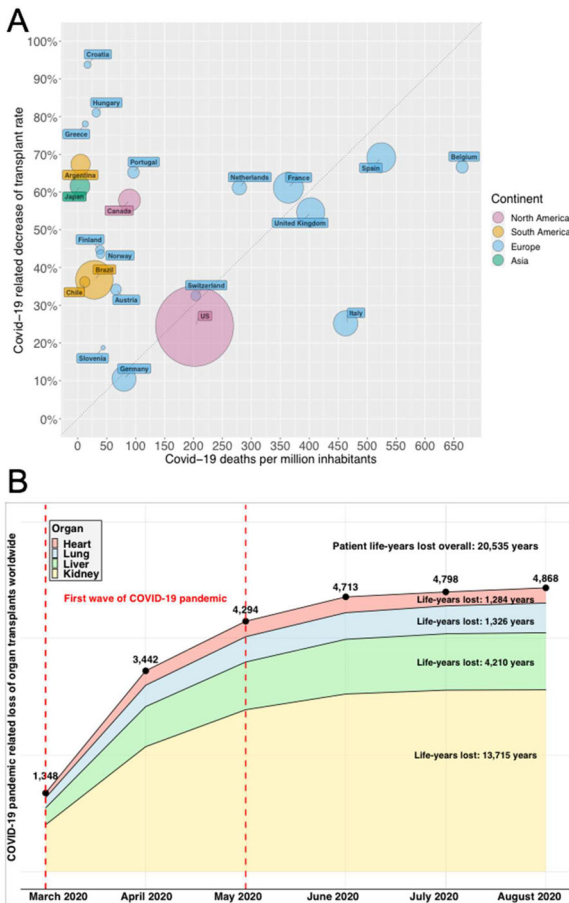 A
Covid-19 related decrease of transplant rate
100%
90%
80%
70%
60%
50%
40%
30%
20%
10%
0%
Croatia
Hungary
Greece
Portugal
Argentina
Japan
Canada
Netherlands
France
Spain
Belgium
United Kingdom
Finland
Norway
Brazil
Chile
Austria
Switzerland
US
Italy
Slovenia
Germany
Continent
North America
South America
Europe
Asia
0 50 100 150 200 250 300 350 400 450 500 550 600 650
Covid-19 deaths per million inhabitants
B
COVID-19 pandemic related loss of organ transplants worldwide
Organ
Heart
Lung
Liver
Kidney
First wave of COVID-19 pandemic
Patient life-years lost overall: 20,535 years
1,348
3,442
4,294
4,713
4,798
4,868
Life-years lost: 1,284 years
Life-years lost: 1,326 years
Life-years lost: 4,210 years
Life-years lost: 13,715 years
March 2020 April 2020 May 2020 June 2020 July 2020 August 2020